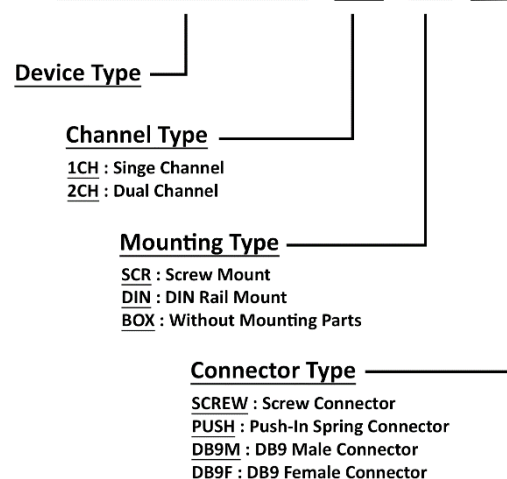 Device Type
Channel Type
1CH : Singe Channel
2CH : Dual Channel
Mounting Type
SCR : Screw Mount
DIN : DIN Rail Mount
BOX : Without Mounting Parts
Connector Type
SCREW : Screw Connector
PUSH : Push-In Spring Connector
DB9M : DB9 Male Connector
DB9F : DB9 Female Connector